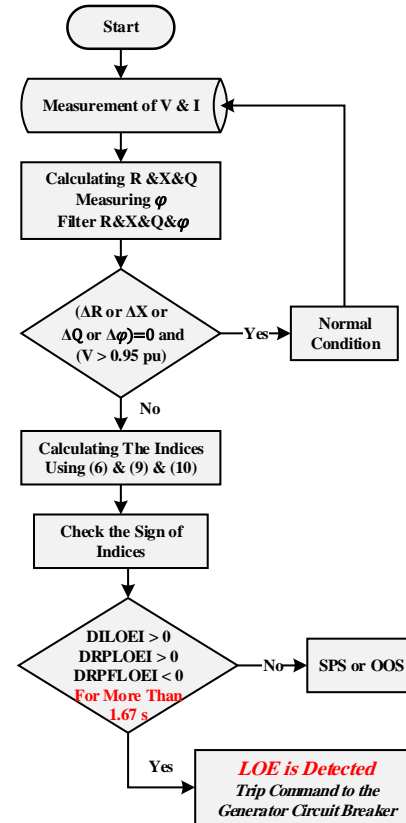 Start
Measurement of V & I
Calculating R &X&Q
Measuring φ
Filter R&X&Q&φ
(ΔR or ΔX or
ΔQ or Δφ)=0 and
(V > 0.95 pu)
Yes
Normal
Condition
No
Calculating The Indices
Using (6) & (9) & (10)
Check the Sign of
Indices
DILOEI > 0
DRPLOEI > 0
DRPFLOEI < 0
For More Than
1.67 s
No
SPS or OOS
Yes
LOE is Detected
Trip Command to the
Generator Circuit Breaker